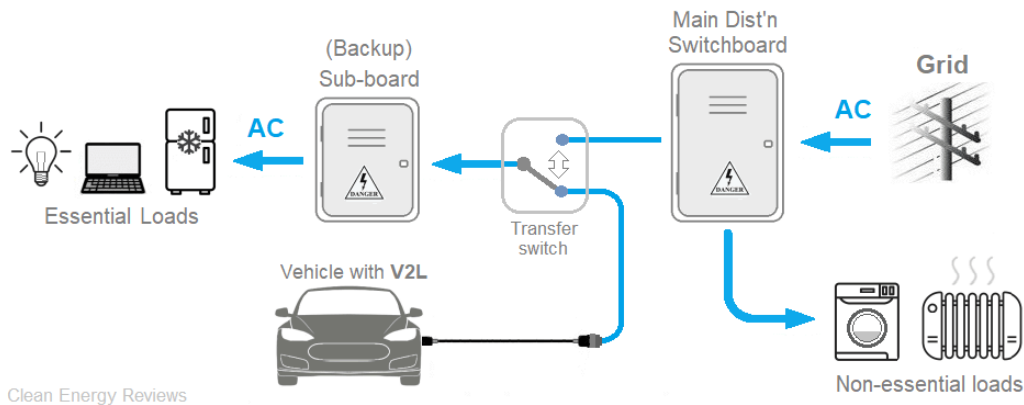 Main Dist'n
Switchboard
(Backup)
Sub-board
Grid
AC
AC
DANGER
DANGER
Essential Loads
Transfer
switch
Vehicle with V2L
Non-essential loads
Clean Energy Reviews